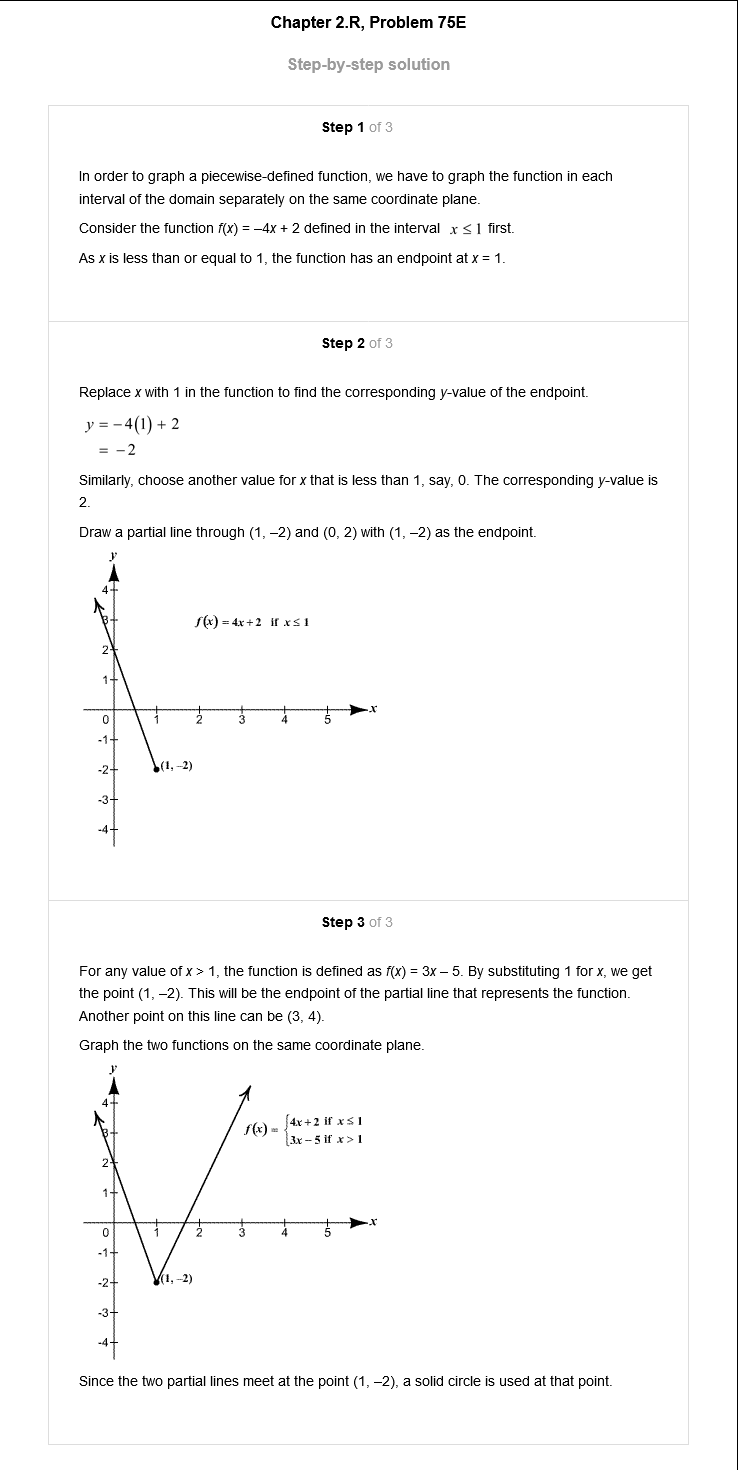 Chapter 2.R, Problem 75E
Step-by-step solution
Step 1 of 3
In order to graph a piecewise-defined function, we have to graph the function in each
interval of the domain separately on the same coordinate plane.
Consider the function f(x) = –4x + 2 defined in the interval x ≤ 1 first.
As x is less than or equal to 1, the function has an endpoint at x = 1.
Step 2 of 3
Replace x with 1 in the function to find the corresponding y-value of the endpoint.
y = −4(1) + 2
= −2
Similarly, choose another value for x that is less than 1, say, 0. The corresponding y-value is
2.
Draw a partial line through (1, –2) and (0, 2) with (1, –2) as the endpoint.
y
4
3
f(x) = 4x + 2 if x ≤ 1
2
1
x
0 1 2 3 4 5
-1
-2
(1, –2)
-3
-4
Step 3 of 3
For any value of x > 1, the function is defined as f(x) = 3x – 5. By substituting 1 for x, we get
the point (1, –2). This will be the endpoint of the partial line that represents the function.
Another point on this line can be (3, 4).
Graph the two functions on the same coordinate plane.
y
4
3
f(x) = { 4x + 2 if x ≤ 1
3x – 5 if x > 1
2
1
x
0 1 2 3 4 5
-1
-2
(1, –2)
-3
-4
Since the two partial lines meet at the point (1, –2), a solid circle is used at that point.